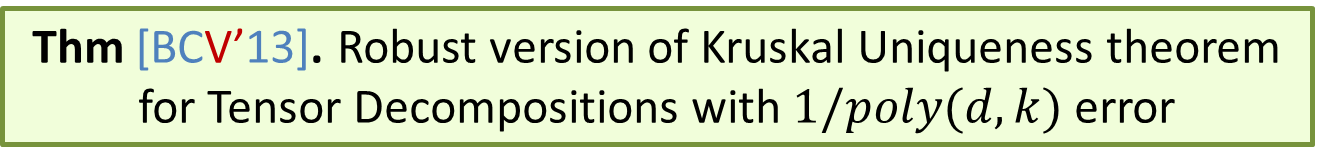 Thm [BCV’13]. Robust version of Kruskal Uniqueness theorem
for Tensor Decompositions with 1/poly(d, k) error